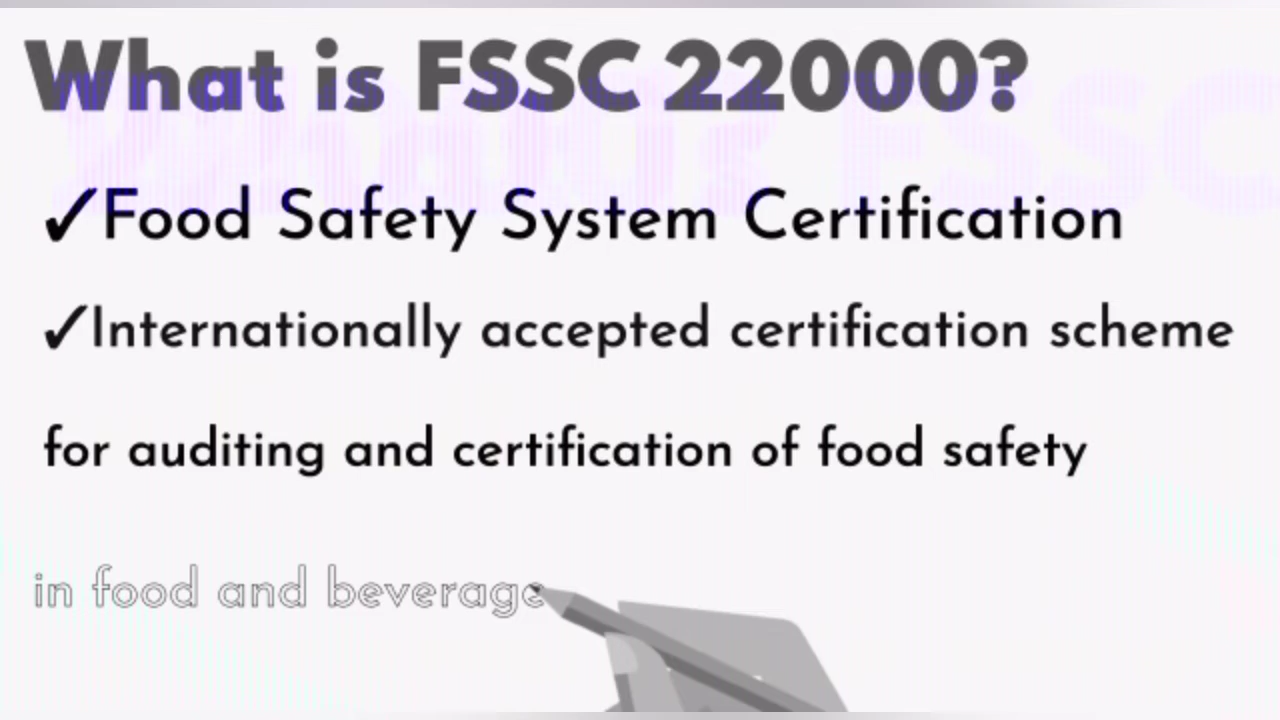 What is FSSC 22000?
✓Food Safety System Certification
✓Internationally accepted certification scheme
for auditing and certification of food safety
in food and beverage